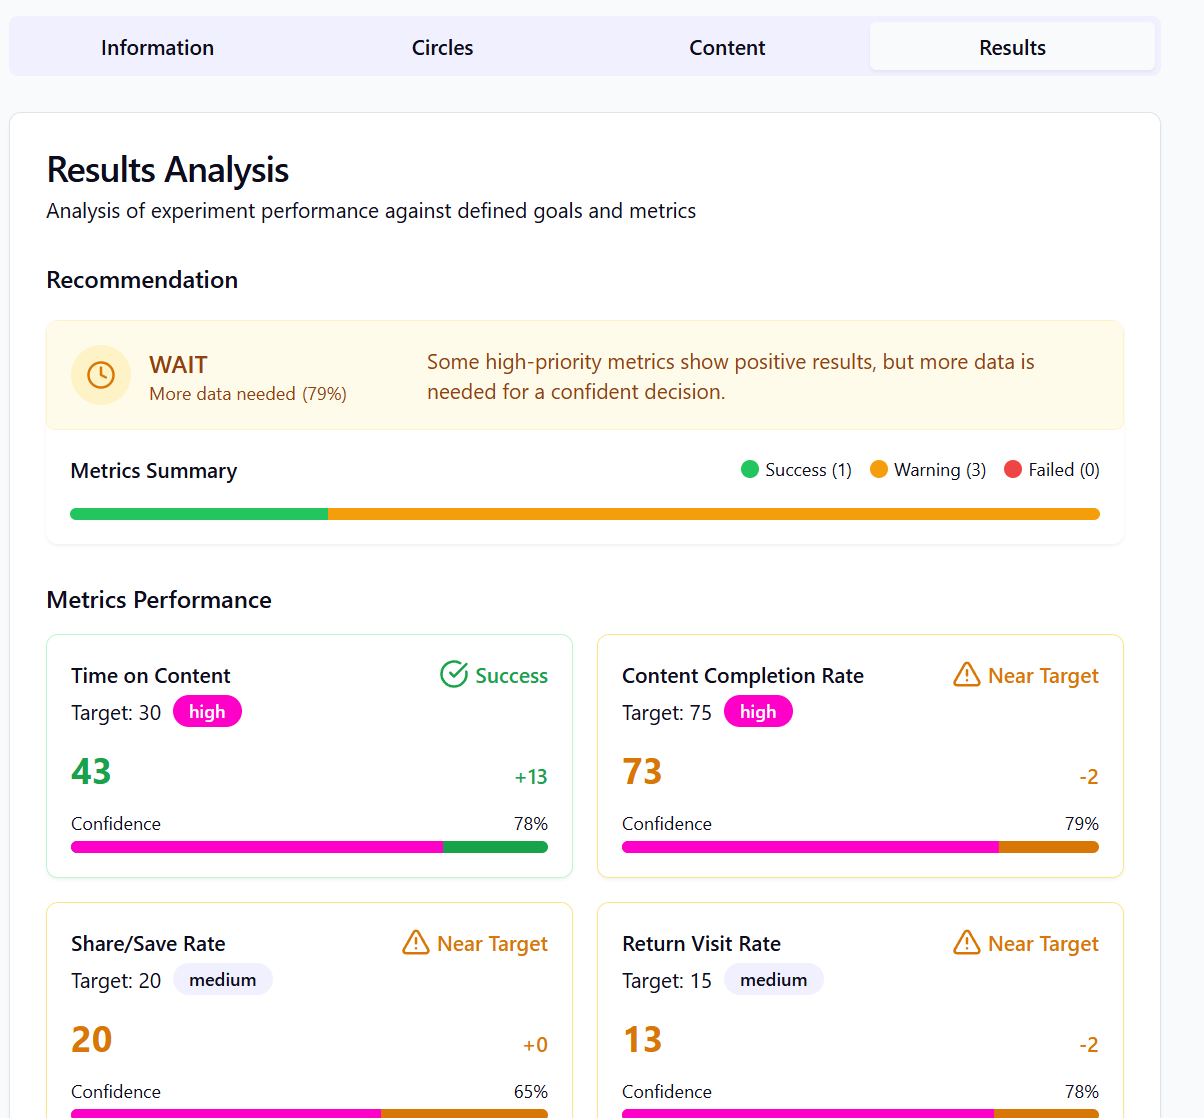 Information
Circles
Content
Results
Results Analysis
Analysis of experiment performance against defined goals and metrics
Recommendation
WAIT
More data needed (79%)
Some high-priority metrics show positive results, but more data is
needed for a confident decision.
Metrics Summary
Success (1)
Warning (3)
Failed (0)
Metrics Performance
Time on Content
Success
Target: 30
high
43
+13
Confidence
78%
Content Completion Rate
Near Target
Target: 75
high
73
-2
Confidence
79%
Share/Save Rate
Near Target
Target: 20
medium
20
+0
Confidence
65%
Return Visit Rate
Near Target
Target: 15
medium
13
-2
Confidence
78%